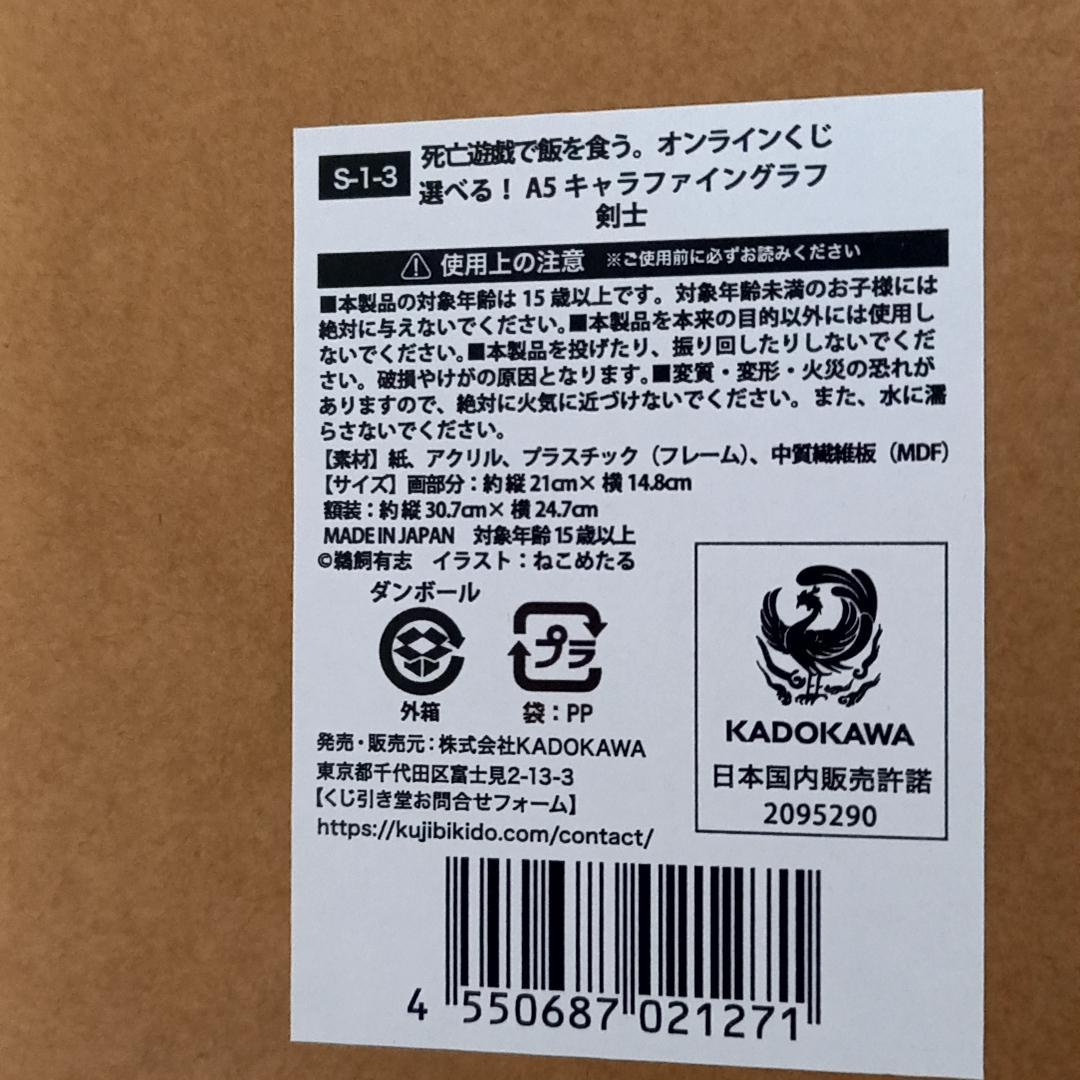 S-1-3
死亡遊戯で飯を食う。オンラインくじ
選べる！ A5 キャラファイングラフ
剣士
使用上の注意 ※ご使用前に必ずお読みください
■本製品の対象年齢は 15 歳以上です。対象年齢未満のお子様には
絶対に与えないでください。■本製品を本来の目的以外には使用し
ないでください。■本製品を投げたり、振り回したりしないでくだ
さい。破損やけがの原因となります。■変質・変形・火災の恐れが
ありますので、絶対に火気に近づけないでください。また、水に濡
らさないでください。
【素材】紙、アクリル、プラスチック（フレーム）、中質繊維板（MDF）
【サイズ】画部分：約 縦 21cm× 横 14.8cm
額装：約 縦 30.7cm× 横 24.7cm
MADE IN JAPAN 対象年齢 15 歳以上
©鵜飼有志 イラスト：ねこめたる
ダンボール
外箱
プラ
袋：PP
発売・販売元：株式会社KADOKAWA
東京都千代田区富士見2-13-3
【くじ引き堂お問合せフォーム】
https://kujibikido.com/contact/
KADOKAWA
日本国内販売許諾
2095290
4 550687 021271